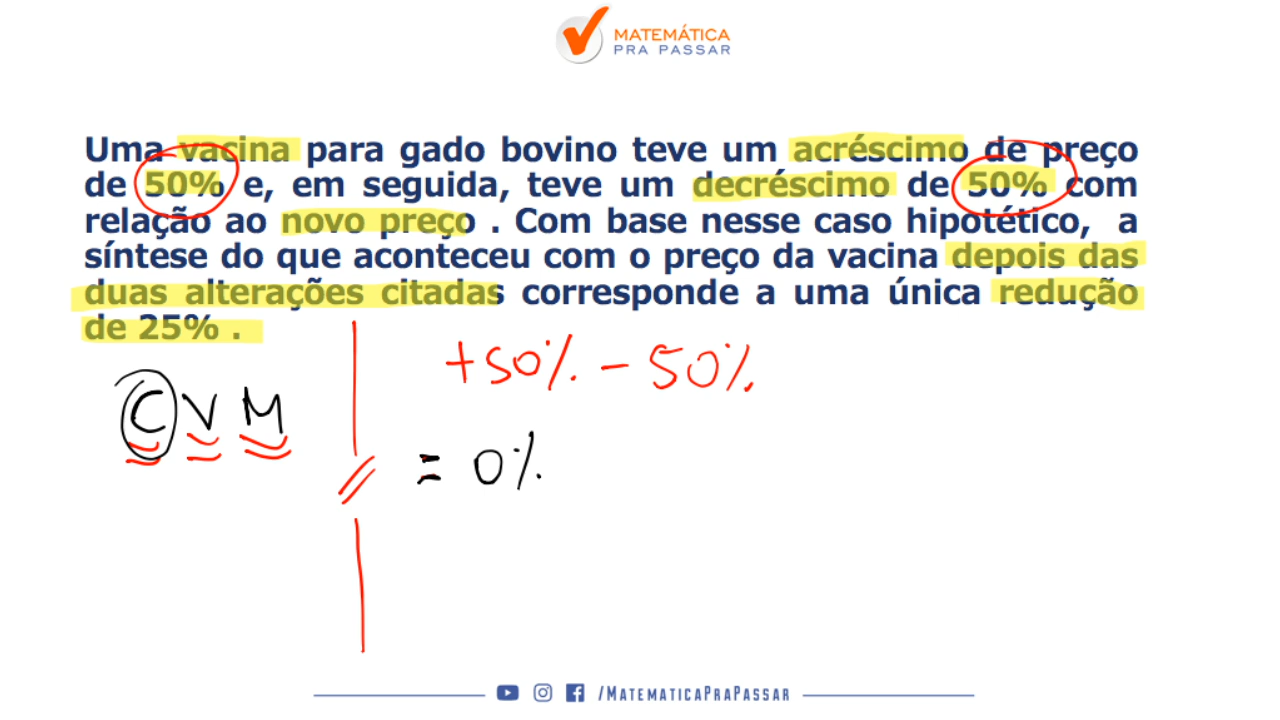 MATEMÁTICA
PRA PASSAR
Uma vacina para gado bovino teve um acréscimo de preço
de 50% e, em seguida, teve um decréscimo de 50% com
relação ao novo preço . Com base nesse caso hipotético, a
síntese do que aconteceu com o preço da vacina depois das
duas alterações citadas corresponde a uma única redução
de 25% .
+50% - 50%
C V M
= 0%
/MATEMATICAPRAPASSAR